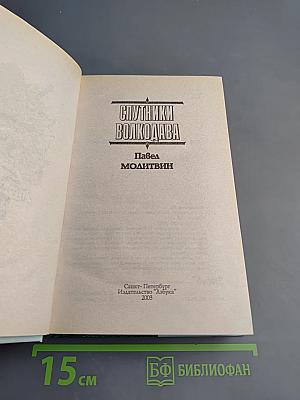 СПУТНИКИ
ВОЛКОДАВА
Павел
МОЛИТВИН
Санкт-Петербург
Издательство "Азбука"
2003
15 см
БФ БИБЛИОФАН